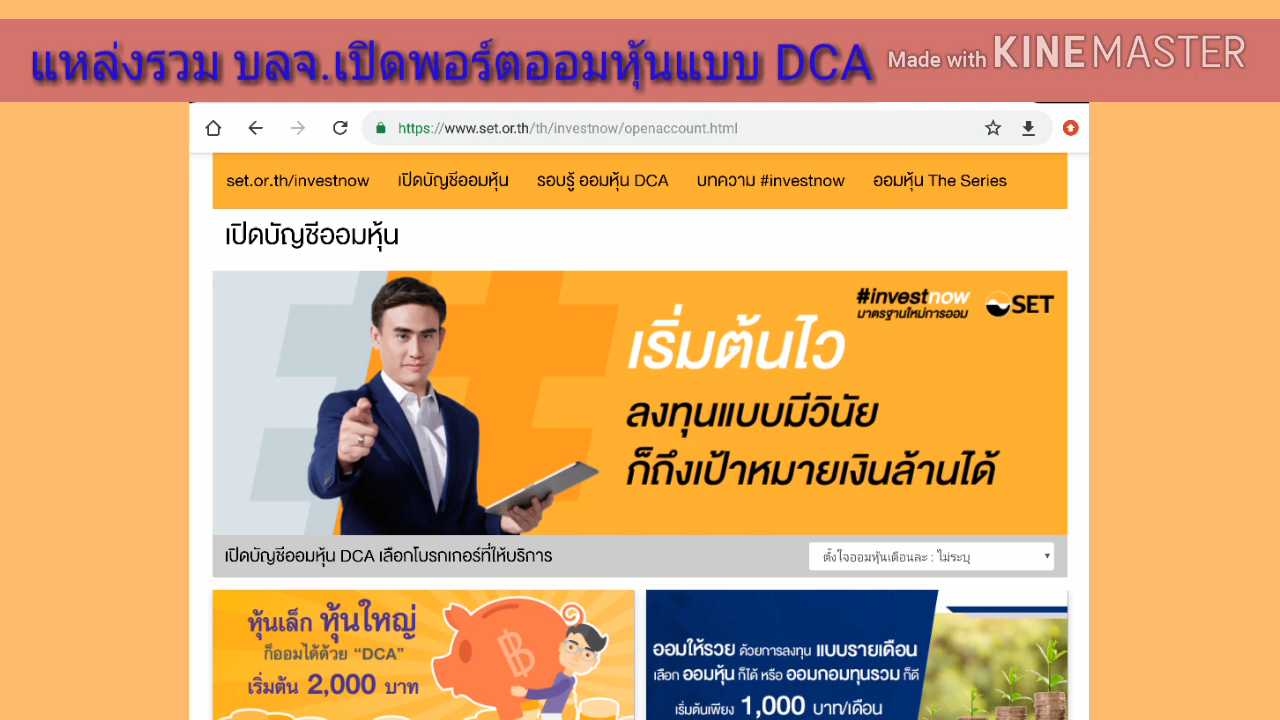 แหล่งรวม บลจ.เปิดพอร์ตออมหุ้นแบบ DCA
Made with KINEMASTER
https://www.set.or.th/th/investnow/openaccount.html
set.or.th/investnow เปิดบัญชีออมหุ้น รอบรู้ ออมหุ้น DCA บทความ #investnow ออมหุ้น The Series
เปิดบัญชีออมหุ้น
#investnow
มาตรฐานใหม่การออม
SET
เริ่มต้นไว
ลงทุนแบบมีวินัย
ก็ถึงเป้าหมายเงินล้านได้
เปิดบัญชีออมหุ้น DCA เลือกโบรกเกอร์ที่ให้บริการ
ตั้งใจออมหุ้นเดือนละ : ไม่ระบุ
หุ้นเล็ก หุ้นใหญ่
ก็ออมได้ด้วย “DCA”
เริ่มต้น 2,000 บาท
ออมให้รวย ด้วยการลงทุน แบบรายเดือน
เลือก ออมหุ้น ก็ได้ หรือ ออมกอมทุนรวม ก็ดี
เริ่มต้นเพียง 1,000 บาท/เดือน